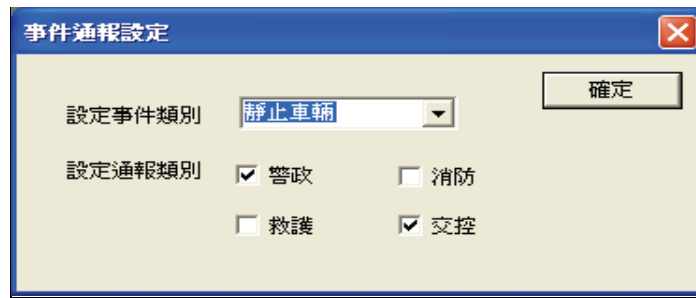 事件通報設定
確定
設定事件類別 靜止車輛
設定通報類別 警政 消防
救護 交控